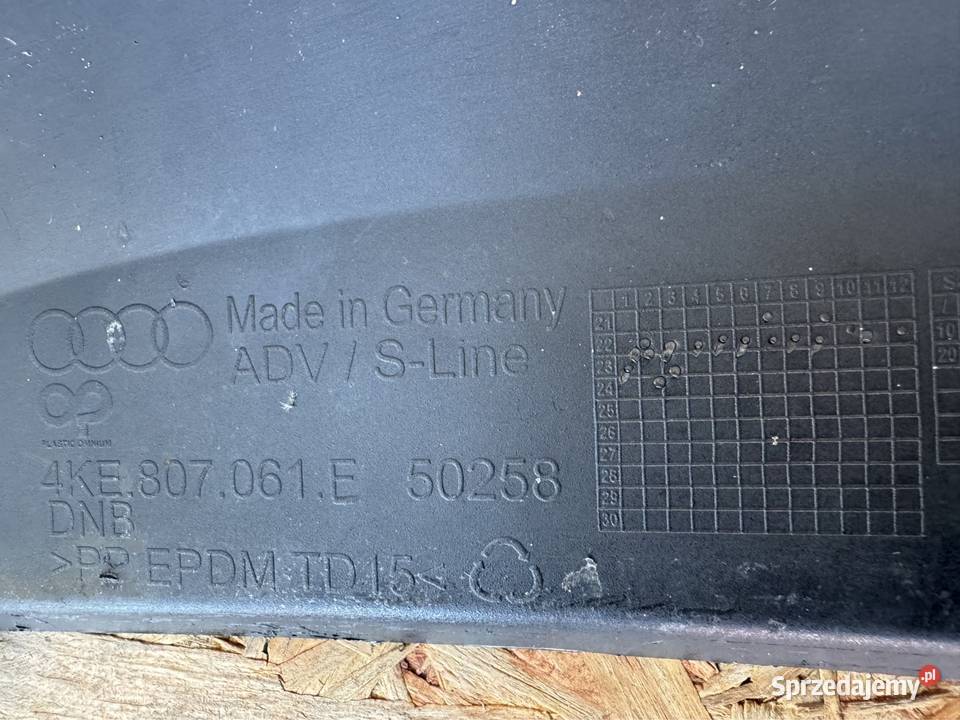 Made in Germany
ADV / S-Line
PLASTIC OMNIUM
4KE.807.061.E 50258
DNB
>PP EPDM TD15<
1 2 3 4 5 6 7 8 9 10 11 12
21
22
23
24
25
26
27
28
29
30
S
/
19
20
Sprzedajemy.pl